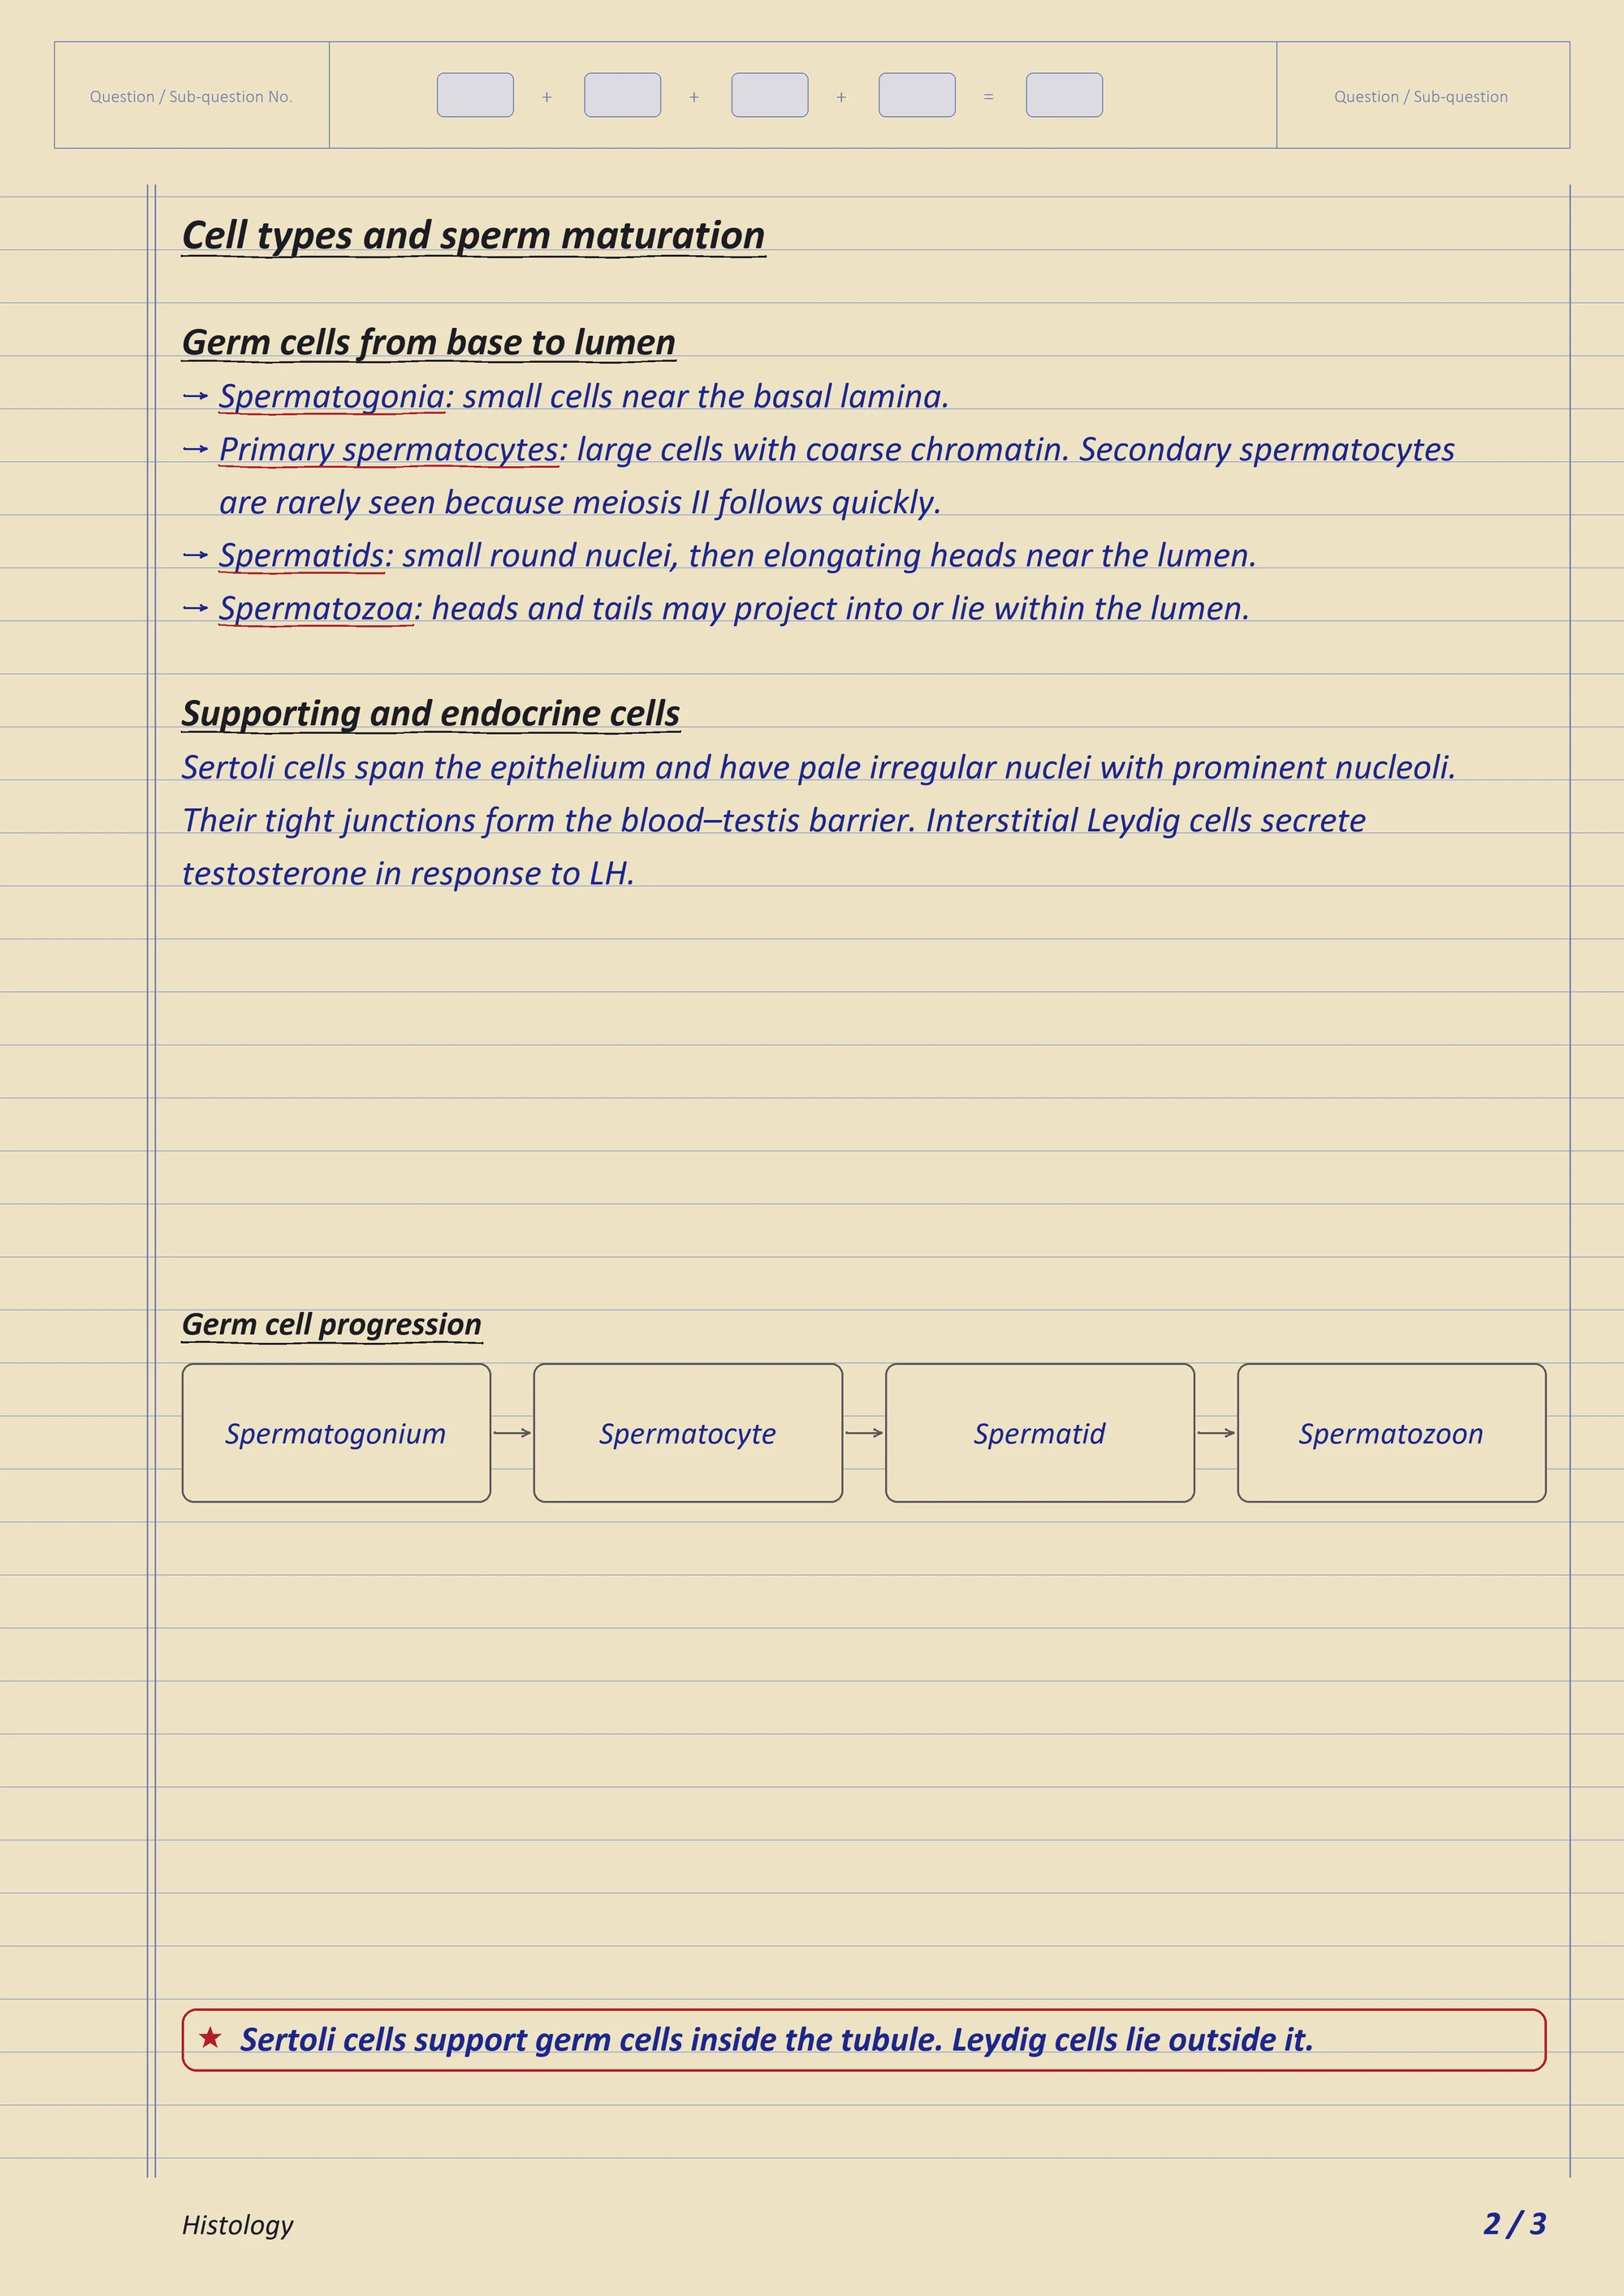 Question / Sub-question No.
+ + + =
Question / Sub-question
Cell types and sperm maturation
Germ cells from base to lumen
→ Spermatogonia: small cells near the basal lamina.
→ Primary spermatocytes: large cells with coarse chromatin. Secondary spermatocytes
are rarely seen because meiosis II follows quickly.
→ Spermatids: small round nuclei, then elongating heads near the lumen.
→ Spermatozoa: heads and tails may project into or lie within the lumen.
Supporting and endocrine cells
Sertoli cells span the epithelium and have pale irregular nuclei with prominent nucleoli.
Their tight junctions form the blood–testis barrier. Interstitial Leydig cells secrete
testosterone in response to LH.
Germ cell progression
Spermatogonium → Spermatocyte → Spermatid → Spermatozoon
★ Sertoli cells support germ cells inside the tubule. Leydig cells lie outside it.
Histology
2 / 3